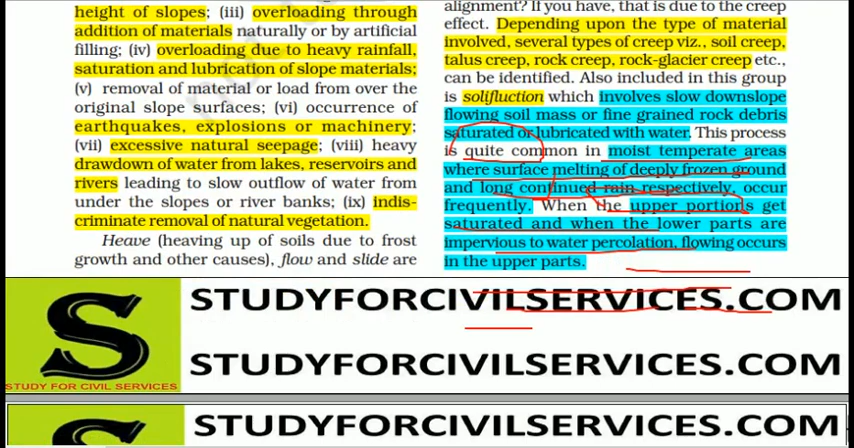 height of slopes; (iii) overloading through
addition of materials naturally or by artificial
filling; (iv) overloading due to heavy rainfall,
saturation and lubrication of slope materials;
(v) removal of material or load from over the
original slope surfaces; (vi) occurrence of
earthquakes, explosions or machinery;
(vii) excessive natural seepage; (viii) heavy
drawdown of water from lakes, reservoirs and
rivers leading to slow outflow of water from
under the slopes or river banks; (ix) indis-
criminate removal of natural vegetation.
Heave (heaving up of soils due to frost
growth and other causes), flow and slide are
alignment? If you have, that is due to the creep
effect. Depending upon the type of material
involved, several types of creep viz., soil creep,
talus creep, rock creep, rock-glacier creep etc.,
can be identified. Also included in this group
is solifluction which involves slow downslope
flowing soil mass or fine grained rock debris
saturated or lubricated with water. This process
is quite common in moist temperate areas
where surface melting of deeply frozen ground
and long continued rain respectively, occur
frequently. When the upper portions get
saturated and when the lower parts are
impervious to water percolation, flowing occurs
in the upper parts.
S
STUDY FOR CIVIL SERVICES
STUDYFORCIVILSERVICES.COM
STUDYFORCIVILSERVICES.COM
STUDYFORCIVILSERVICES.COM